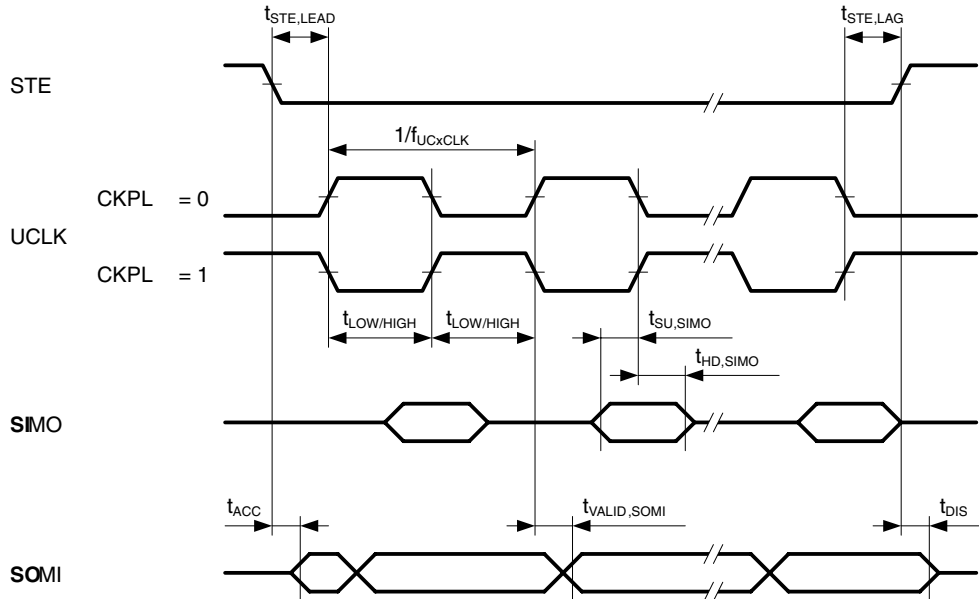 tSTE,LEAD
tSTE,LAG
STE
1/fUCxCLK
CKPL = 0
UCLK
CKPL = 1
tLOW/HIGH tLOW/HIGH
tSU,SIMO
tHD,SIMO
SIMO
tACC
tVALID,SOMI
tDIS
SOMI